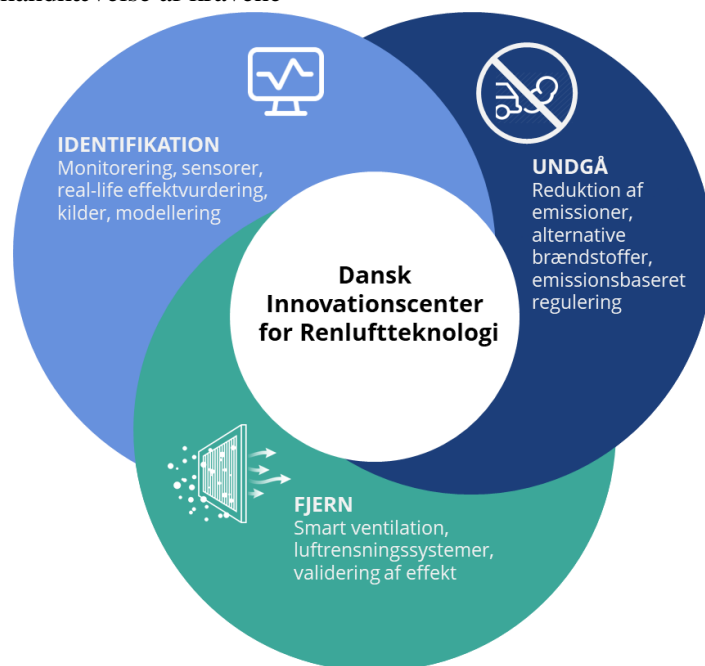 IDENTIFIKATION
Monitorering, sensorer,
real-life effektvurdering,
kilder, modellering
UNDGÅ
Reduktion af
emissioner,
alternative
brændstoffer,
emissionsbaseret
regulering
Dansk
Innovationscenter
for Renluftteknologi
FJERN
Smart ventilation,
luftrensningssystemer,
validering af effekt